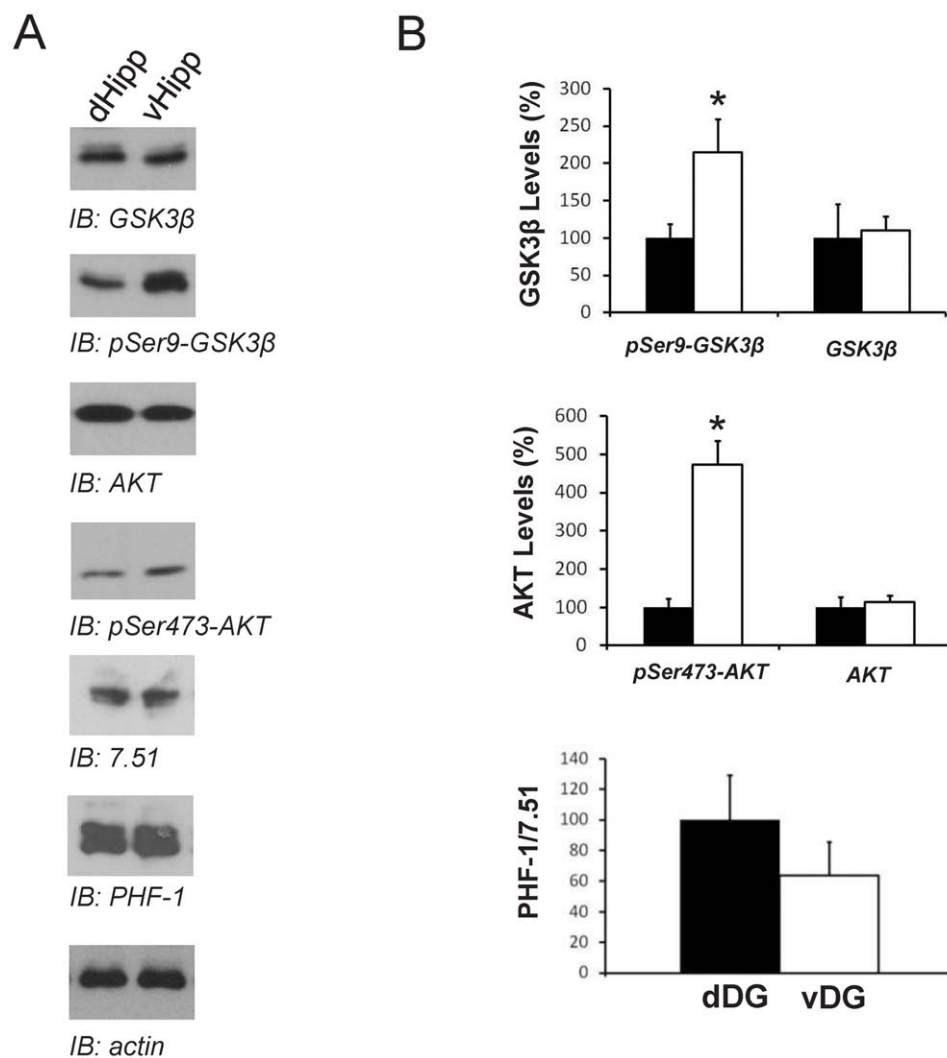 A
dHipp vHipp
IB: GSK3β
IB: pSer9-GSK3β
IB: AKT
IB: pSer473-AKT
IB: 7.51
IB: PHF-1
IB: actin
B
GSK3β Levels (%)
300
250
200
150
100
50
0
*
pSer9-GSK3β GSK3β
AKT Levels (%)
600
500
400
300
200
100
0
*
pSer473-AKT AKT
PHF-1/7.51
140
120
100
80
60
40
20
0
dDG vDG